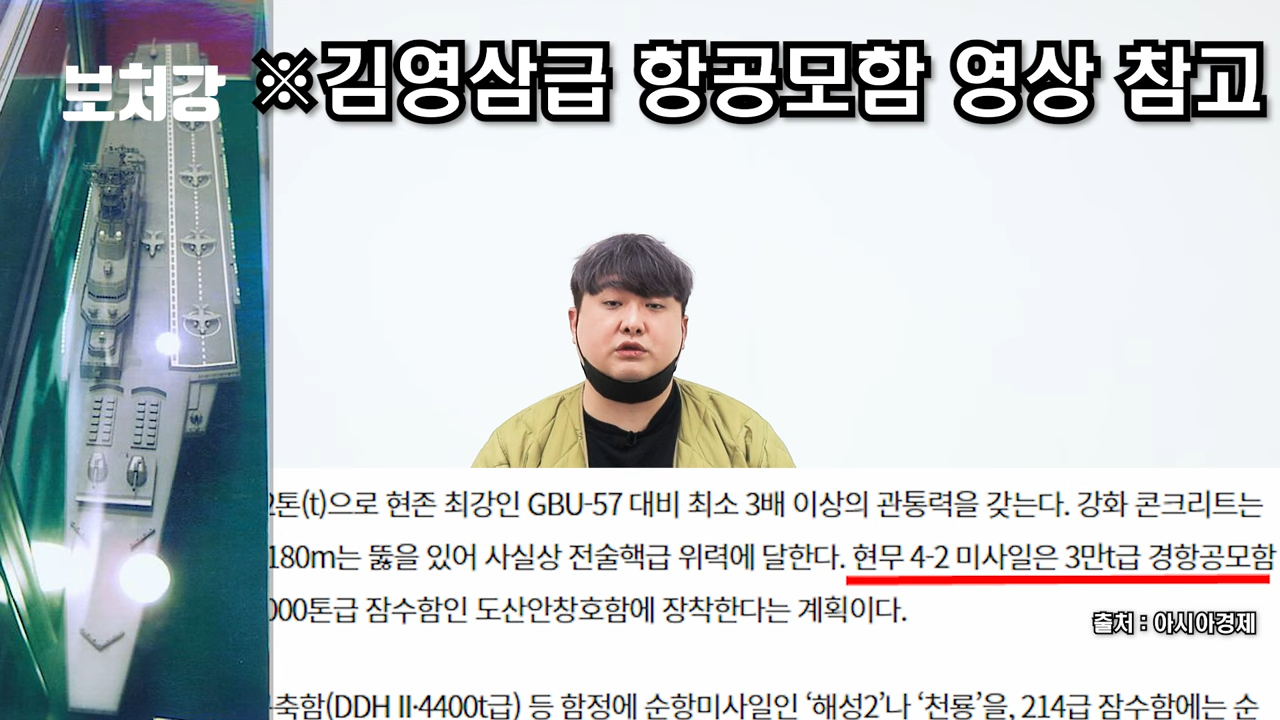 보처강
※김영삼급 항공모함 영상 참고
2톤(t)으로 현존 최강인 GBU-57 대비 최소 3배 이상의 관통력을 갖는다. 강화 콘크리트는
180m는 뚫을 있어 사실상 전술핵급 위력에 달한다. 현무 4-2 미사일은 3만t급 경항공모함
000톤급 잠수함인 도산안창호함에 장착한다는 계획이다.
출처 : 아시아경제
축함(DDH Ⅱ·4400t급) 등 함정에 순항미사일인 ‘해성2’나 ‘천룡’을, 214급 잠수함에는 순